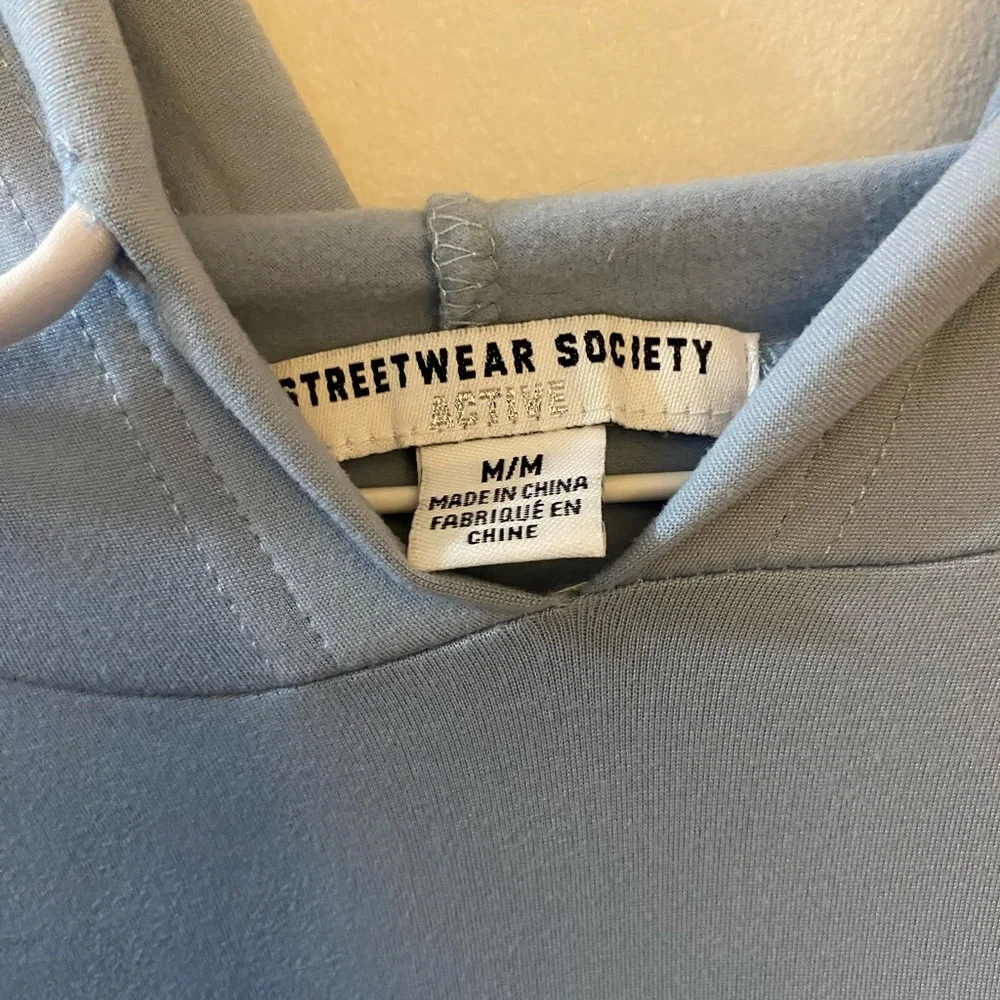 STREETWEAR SOCIETY
ACTIVE
M/M
MADE IN CHINA
FABRIQUÉ EN
CHINE